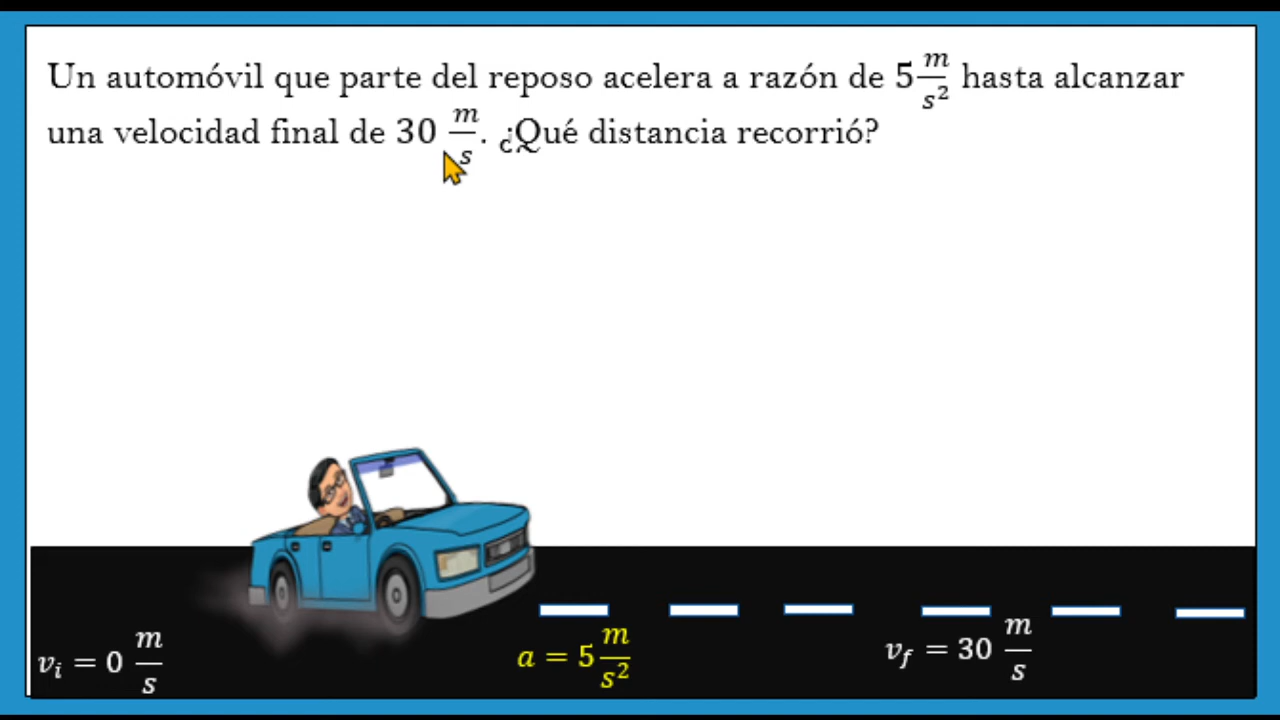 Un automóvil que parte del reposo acelera a razón de 5 m/s² hasta alcanzar
una velocidad final de 30 m/s. ¿Qué distancia recorrió?
vᵢ = 0 m/s
a = 5 m/s²
v_f = 30 m/s